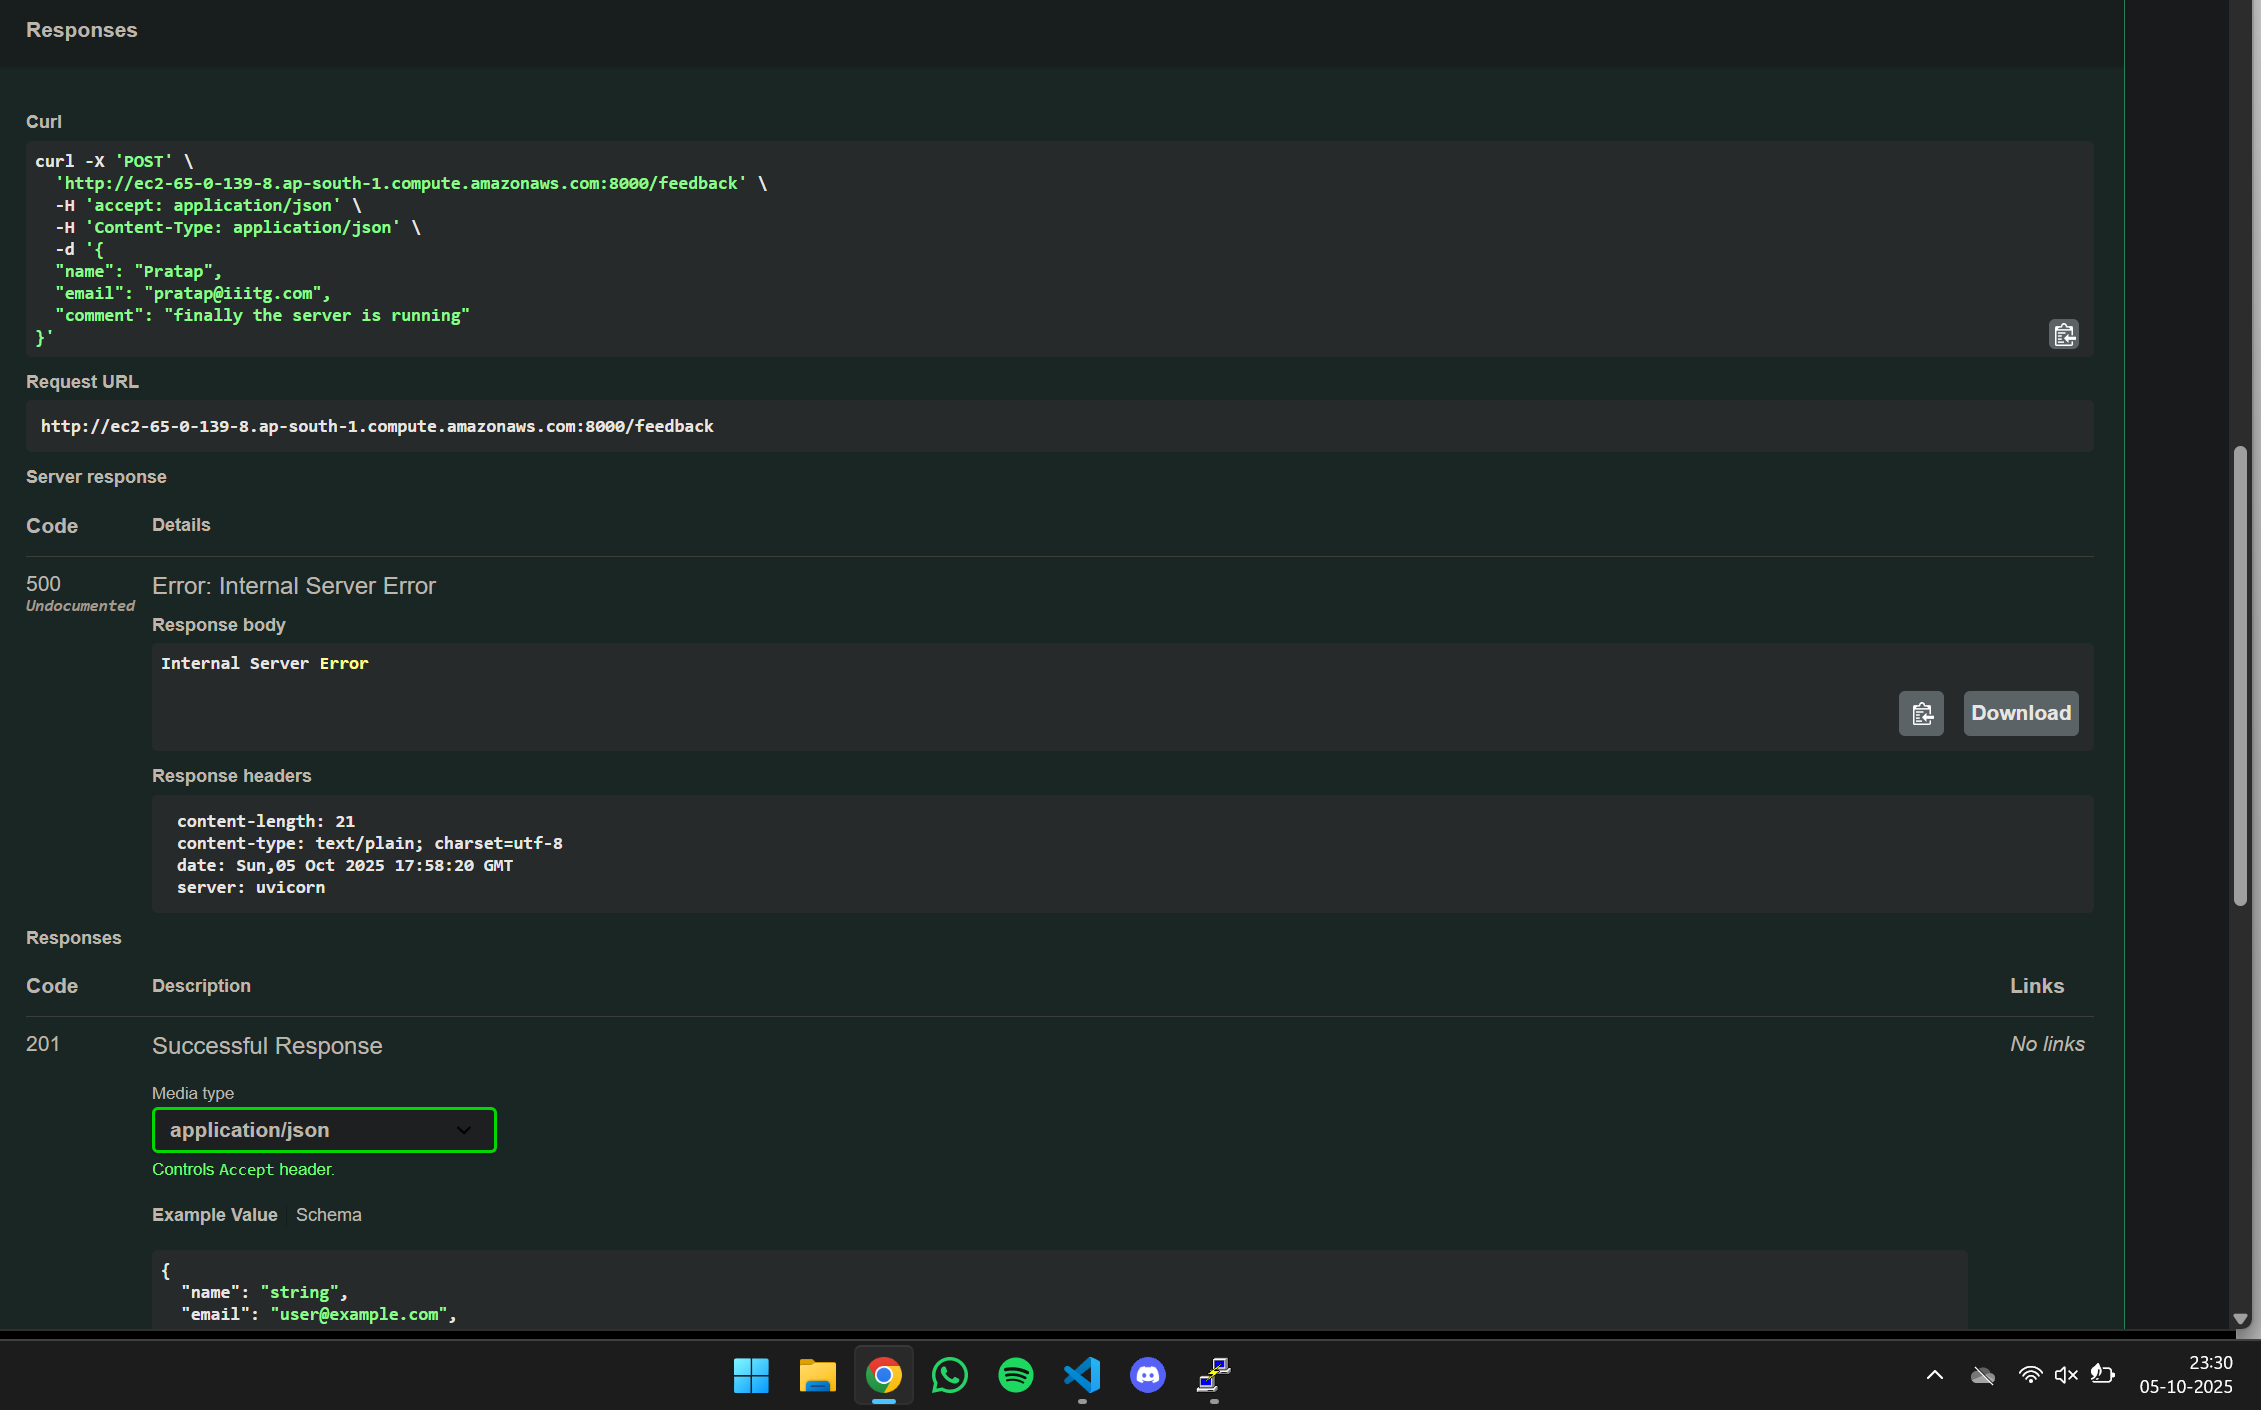 Responses
Curl
curl -X 'POST' \
  'http://ec2-65-0-139-8.ap-south-1.compute.amazonaws.com:8000/feedback' \
  -H 'accept: application/json' \
  -H 'Content-Type: application/json' \
  -d '{
  "name": "Pratap",
  "email": "pratap@iiitg.com",
  "comment": "finally the server is running"
}'
Request URL
http://ec2-65-0-139-8.ap-south-1.compute.amazonaws.com:8000/feedback
Server response
Code Details
500 Error: Internal Server Error
Undocumented
Response body
Internal Server Error
Download
Response headers
content-length: 21
content-type: text/plain; charset=utf-8
date: Sun,05 Oct 2025 17:58:20 GMT
server: uvicorn
Responses
Code Description Links
201 Successful Response No links
Media type
application/json
Controls Accept header.
Example Value Schema
{
  "name": "string",
  "email": "user@example.com",
23:30
05-10-2025